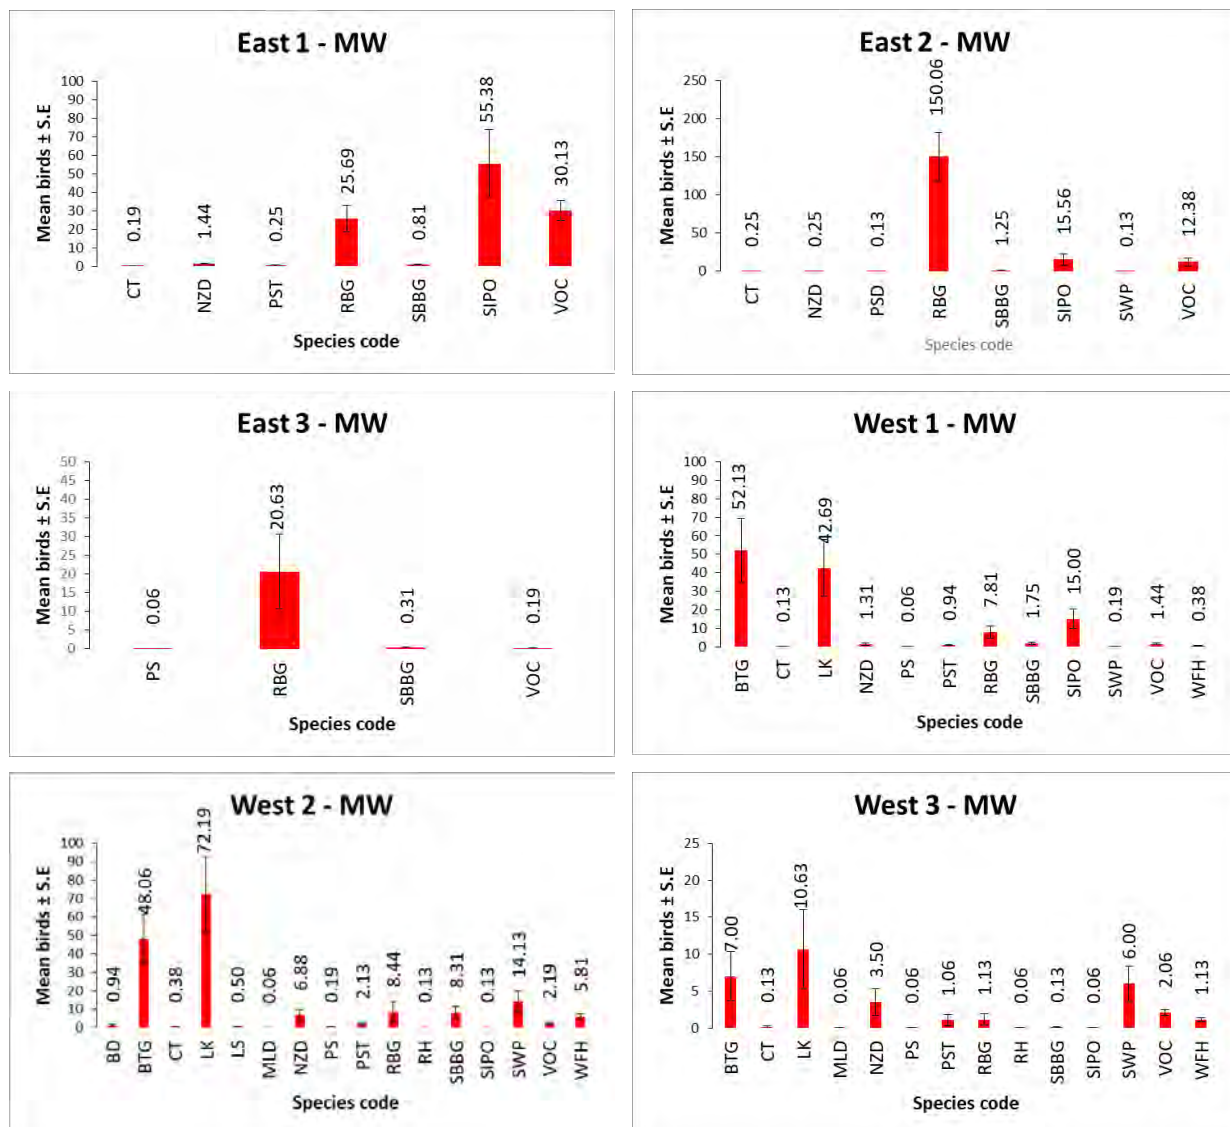 East 1 - MW
Mean birds ± S.E
100
90
80
70
60
50
40
30
20
10
0
0.19
1.44
0.25
25.69
0.81
55.38
30.13
CT
NZD
PST
RBG
SBBG
SIPO
VOC
Species code
East 2 - MW
Mean birds ± S.E
250
200
150
100
50
0
0.25
0.25
0.13
150.06
1.25
15.56
0.13
12.38
CT
NZD
PSD
RBG
SBBG
SIPO
SWP
VOC
Species code
East 3 - MW
Mean birds ± S.E
50
45
40
35
30
25
20
15
10
5
0
0.06
20.63
0.31
0.19
PS
RBG
SBBG
VOC
Species code
West 1 - MW
Mean birds ± S.E
100
90
80
70
60
50
40
30
20
10
0
52.13
0.13
42.69
1.31
0.06
0.94
7.81
1.75
15.00
0.19
1.44
0.38
BTG
CT
LK
NZD
PS
PST
RBG
SBBG
SIPO
SWP
VOC
WFH
Species code
West 2 - MW
Mean birds ± S.E
100
90
80
70
60
50
40
30
20
10
0
0.94
48.06
0.38
72.19
0.50
0.06
6.88
0.19
2.13
8.44
0.13
8.31
0.13
14.13
2.19
5.81
BD
BTG
CT
LK
LS
MLD
NZD
PS
PST
RBG
RH
SBBG
SIPO
SWP
VOC
WFH
Species code
West 3 - MW
Mean birds ± S.E
25
20
15
10
5
0
7.00
0.13
10.63
0.06
3.50
0.06
1.06
1.13
0.06
0.13
0.06
6.00
2.06
1.13
BTG
CT
LK
MLD
NZD
PS
PST
RBG
RH
SBBG
SIPO
SWP
VOC
WFH
Species code